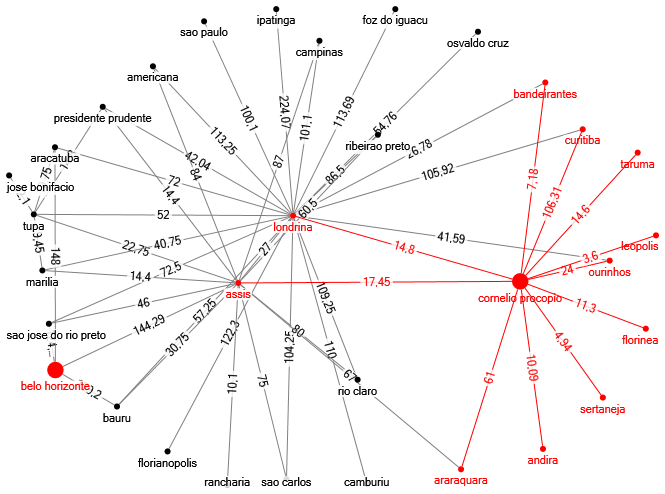 ipatinga
foz do iguacu
sao paulo
osvaldo cruz
campinas
americana
bandeirantes
224,07
100,1
101,1
113,69
presidente prudente
54,76
113,25
curitiba
ribeirao preto
26,78
aracatuba
42,04
taruma
87
105,92
75
84
86,5
7,18
jose bonifacio
72
14,4
106,31
60,5
14,6
52
tupa
londrina
41,59
leopolis
40,75
22,75
27
14,8
3,6
72,5
24
ourinhos
148
14,4
marilia
17,45
assis
cornelio procopio
109,25
46
57,25
11,3
144,29
sao jose do rio preto
122,3
80
florinea
30,75
104,25
110
4,94
10,09
67
61
belo horizonte
10,1
75
rio claro
bauru
sertaneja
florianopolis
andira
rancharia
sao carlos
camburiu
araraquara